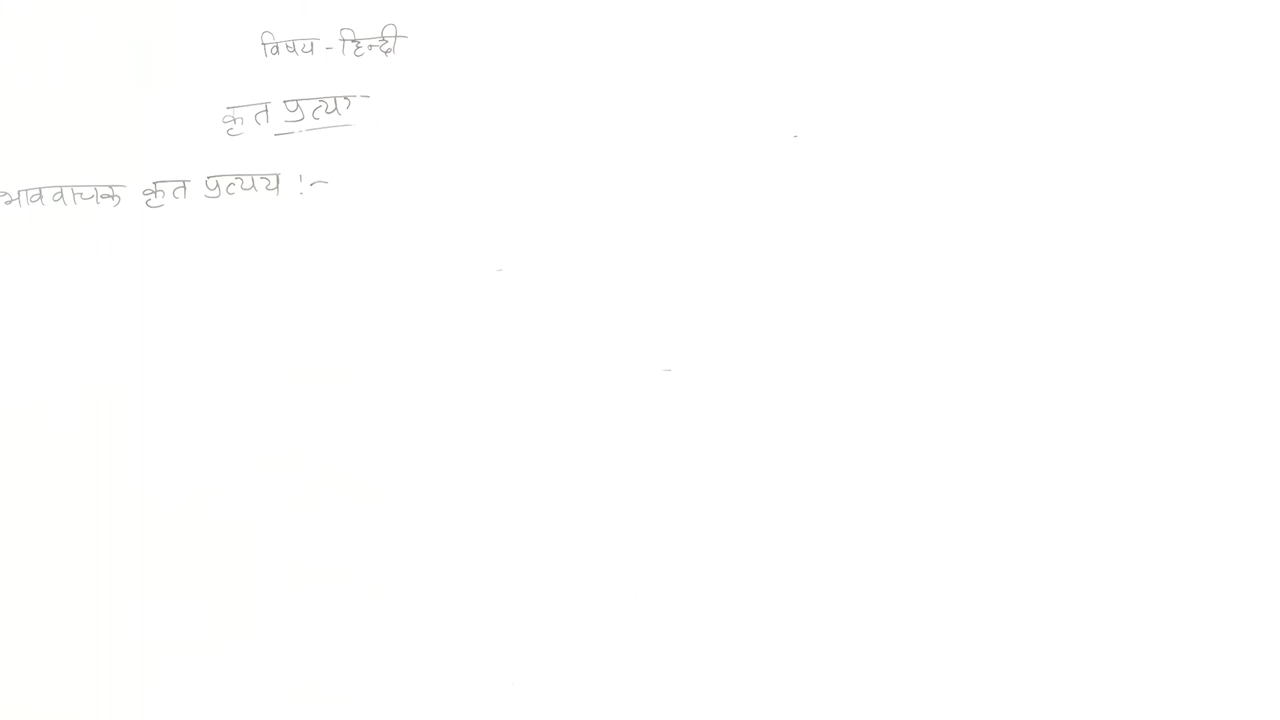 विषय - हिन्दी
कृत प्रत्यय
भाववाचक कृत प्रत्यय :-